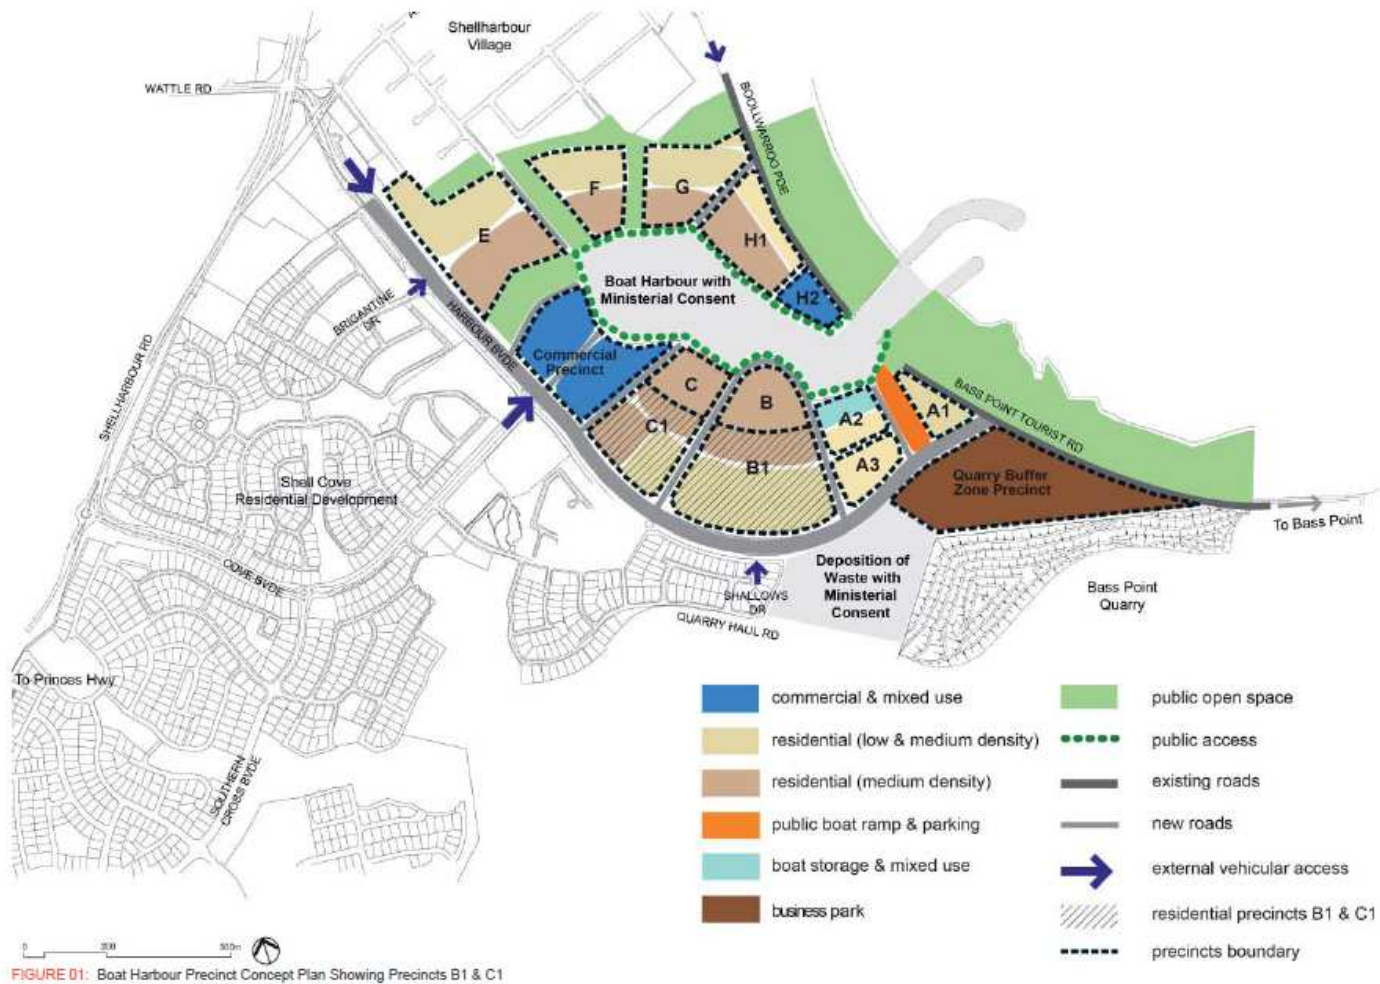 Shellharbour
Village
WATTLE RD
BOOLLWARROO PDE
F
G
E
H1
Boat Harbour with
Ministerial Consent
H2
BRIGANTINE
DR
HARBOUR BVDE
SHELLHARBOUR RD
Commercial
Precinct
C
B
A2
A1
BASS POINT TOURIST RD
C1
B1
A3
Quarry Buffer
Zone Precinct
Shell Cove
Residential Development
To Bass Point
COVE BVDE
Deposition of
Waste with
Ministerial
Consent
Bass Point
Quarry
SHALLOWS
DR
QUARRY HAUL RD
To Princes Hwy
SOUTHERN
CROSS BVDE
commercial & mixed use
residential (low & medium density)
residential (medium density)
public boat ramp & parking
boat storage & mixed use
business park
public open space
public access
existing roads
new roads
external vehicular access
residential precincts B1 & C1
precincts boundary
0
FIGURE 01: Boat Harbour Precinct Concept Plan Showing Precincts B1 & C1